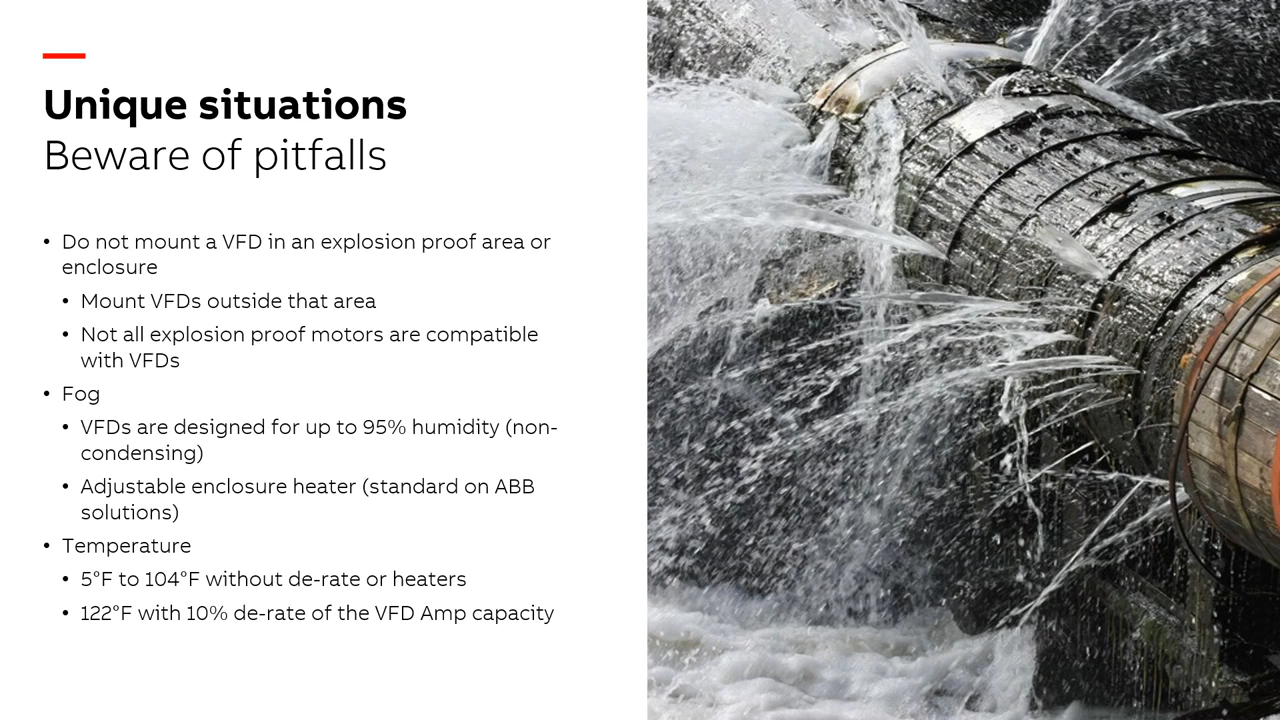 Unique situations
Beware of pitfalls
• Do not mount a VFD in an explosion proof area or
enclosure
• Mount VFDs outside that area
• Not all explosion proof motors are compatible
with VFDs
• Fog
• VFDs are designed for up to 95% humidity (non-
condensing)
• Adjustable enclosure heater (standard on ABB
solutions)
• Temperature
• 5°F to 104°F without de-rate or heaters
• 122°F with 10% de-rate of the VFD Amp capacity